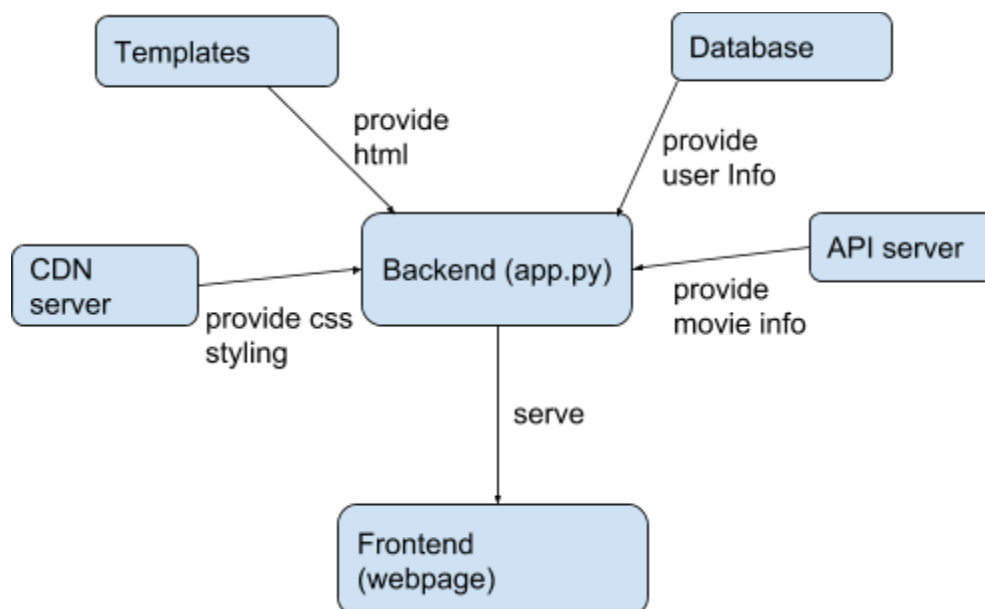 Templates
Database
provide
html
provide
user Info
Backend (app.py)
API server
CDN
server
provide css
styling
provide
movie info
serve
Frontend
(webpage)